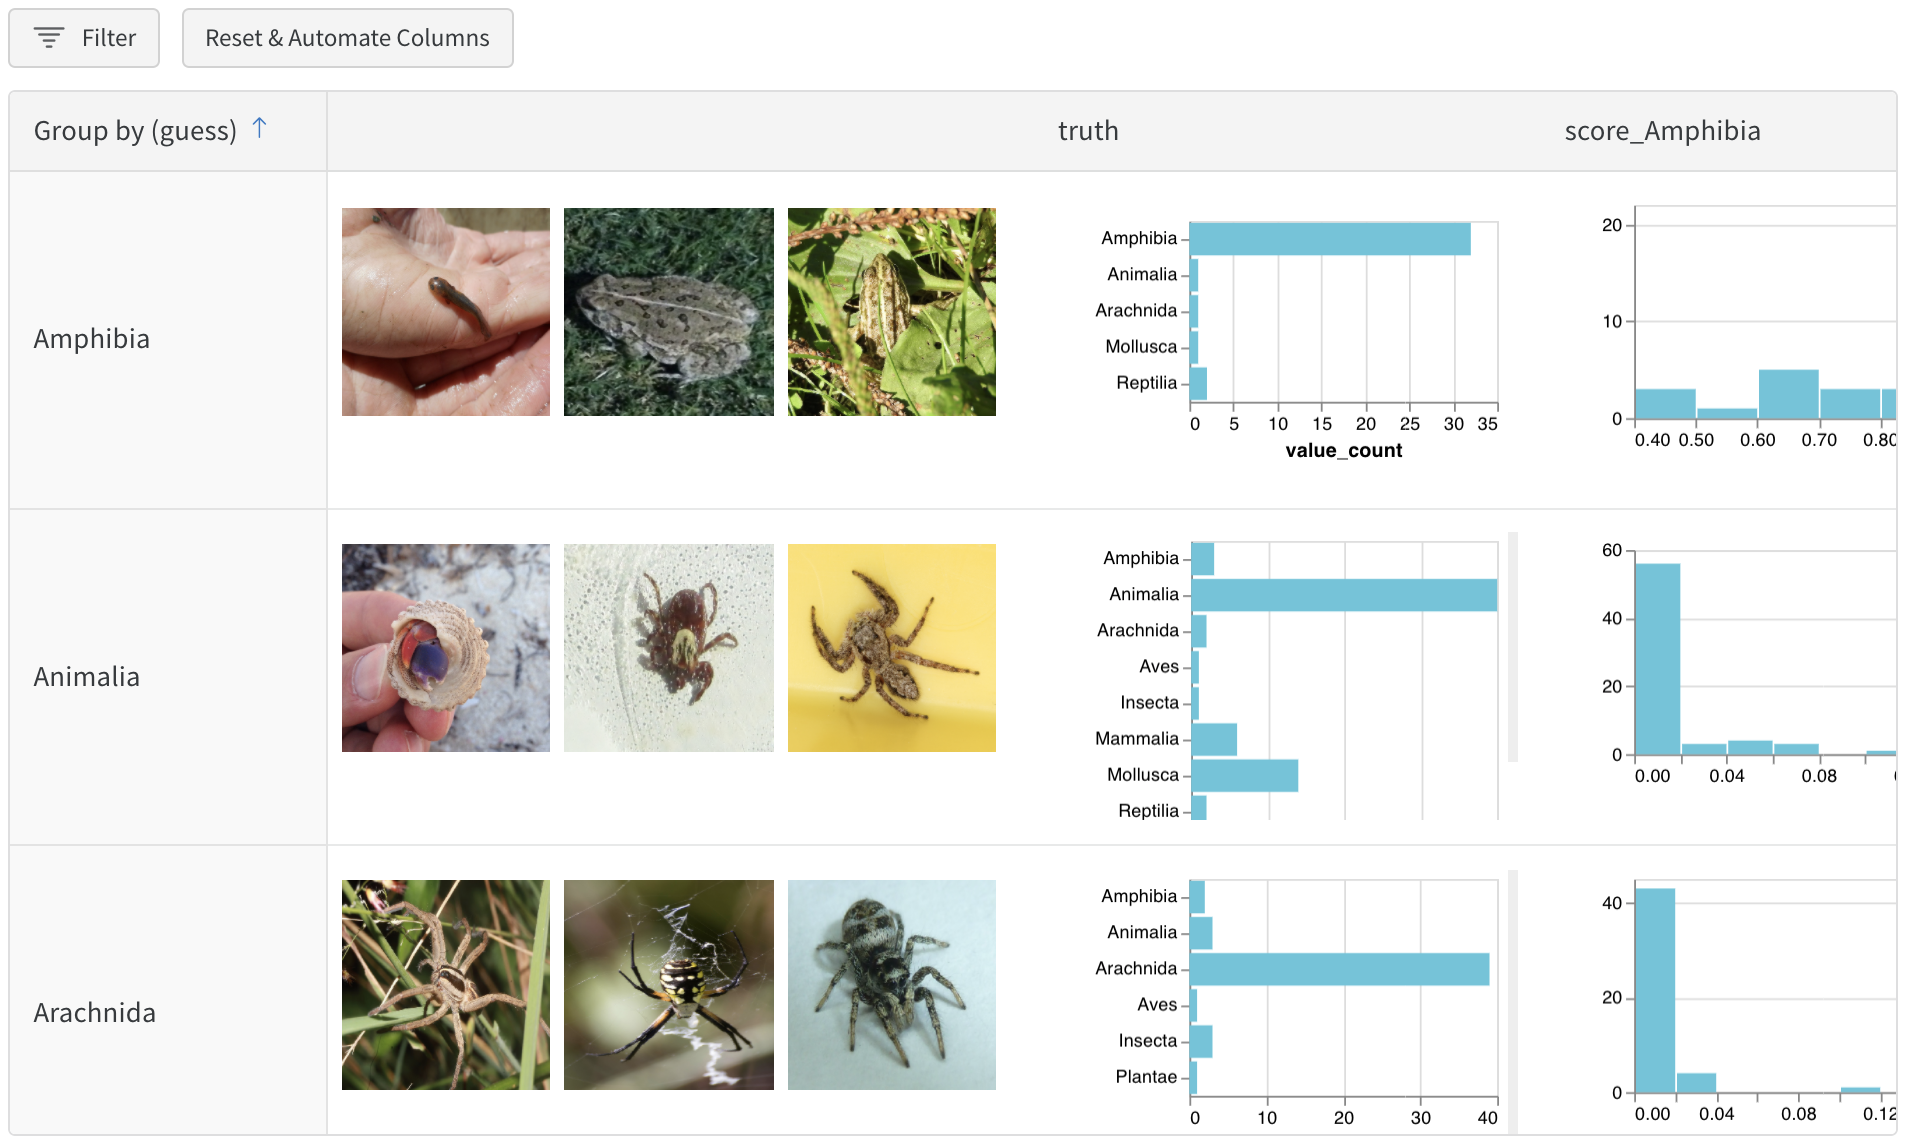 Filter
Reset & Automate Columns
Group by (guess) ↑
truth
score_Amphibia
Amphibia
Amphibia
Animalia
Arachnida
Mollusca
Reptilia
0 5 10 15 20 25 30 35
value_count
20
10
0
0.40 0.50 0.60 0.70 0.80
Animalia
Amphibia
Animalia
Arachnida
Aves
Insecta
Mammalia
Mollusca
Reptilia
60
40
20
0
0.00 0.04 0.08
Arachnida
Amphibia
Animalia
Arachnida
Aves
Insecta
Plantae
0 10 20 30 40
40
20
0
0.00 0.04 0.08 0.12